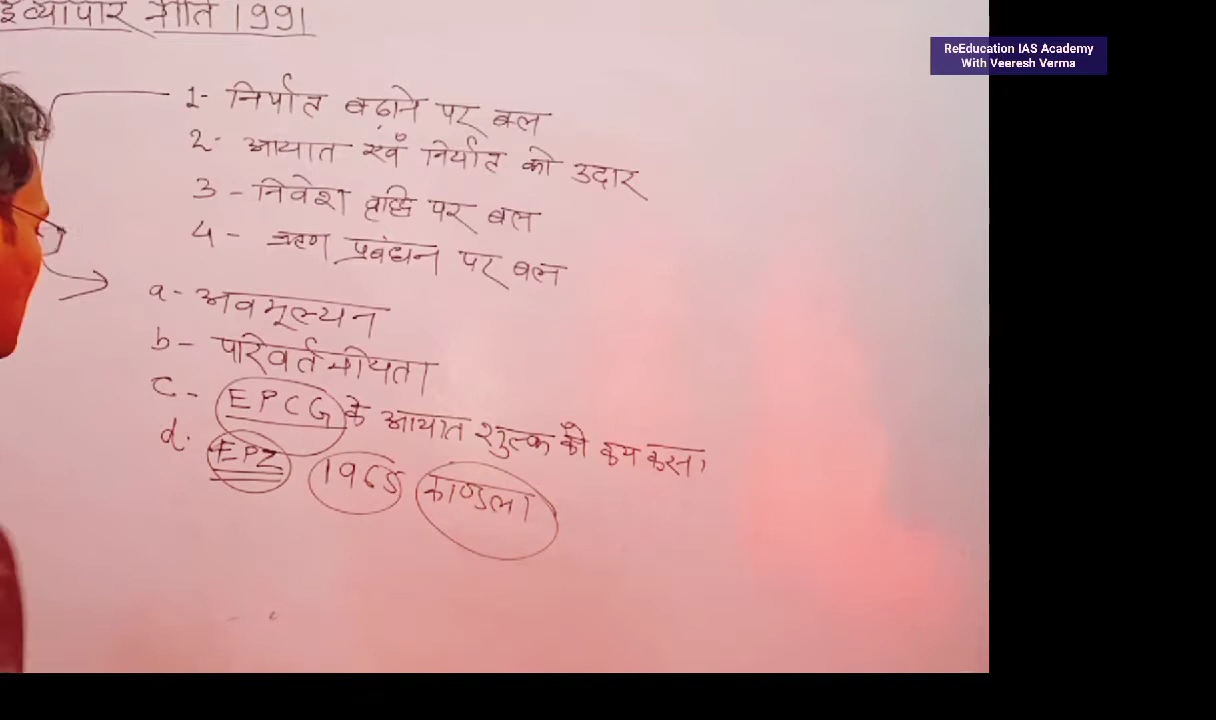 ई व्यापार नीति 1991
ReEducation IAS Academy
With Veeresh Verma
1- निर्यात बढ़ाने पर बल
2- आयात एवं निर्यात को उदार
3 - निवेश वृद्धि पर बल
4 - ऋण प्रबंधन पर बल
a - अवमूल्यन
b - परिवर्तनीयता
c - EPCG के आयात शुल्क को कम करना
d. EPZ 1965 काण्डला